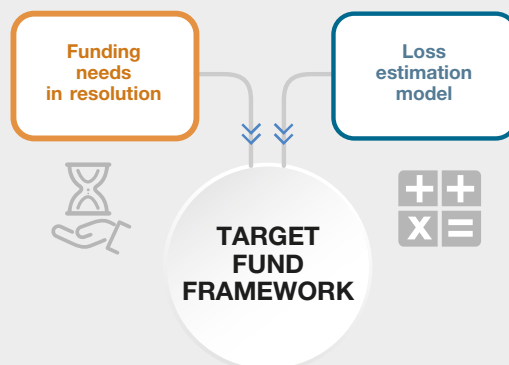 Funding
needs
in resolution
Loss
estimation
model
TARGET
FUND
FRAMEWORK